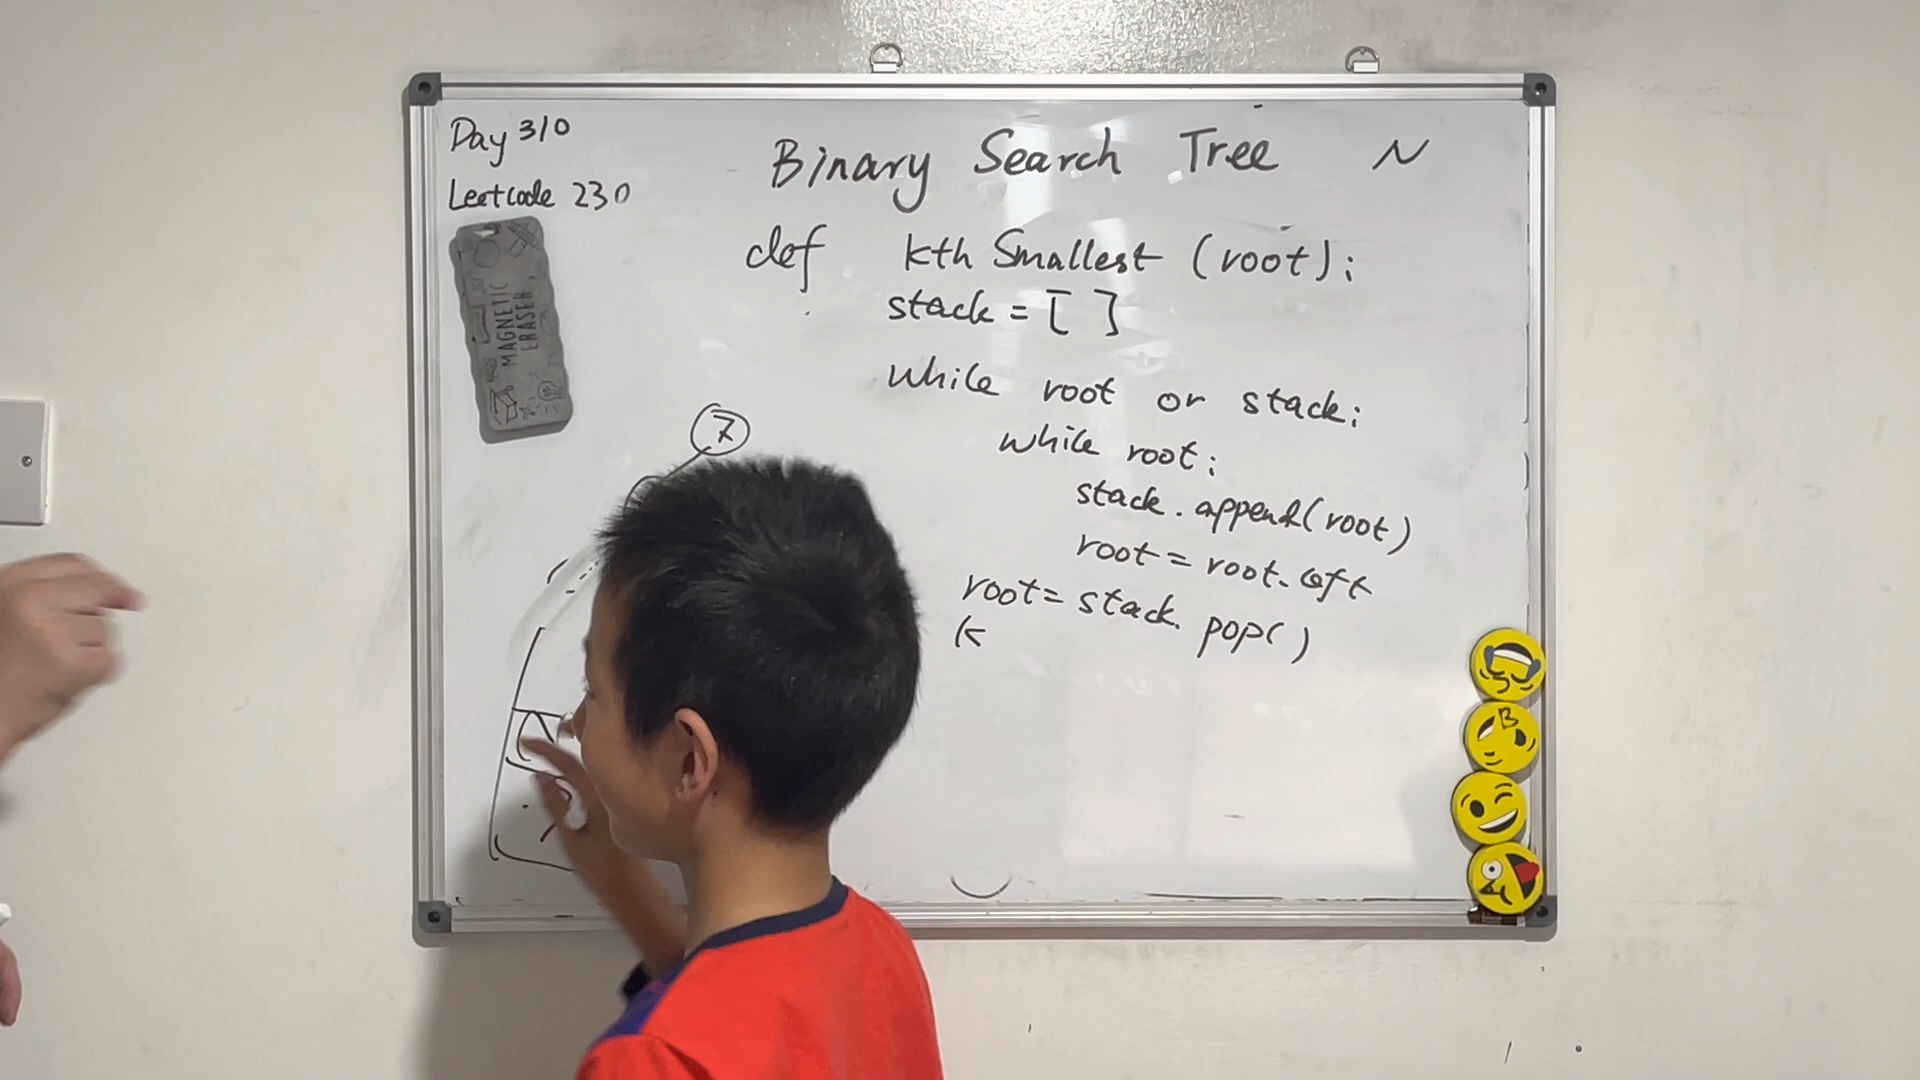 Day 310
Leetcode 230
Binary Search Tree N
def kth Smallest (root):
stack = [ ]
while root or stack:
while root:
stack.append(root)
root = root.left
root = stack.pop()
k
7
MAGNETIC
ERASER
B